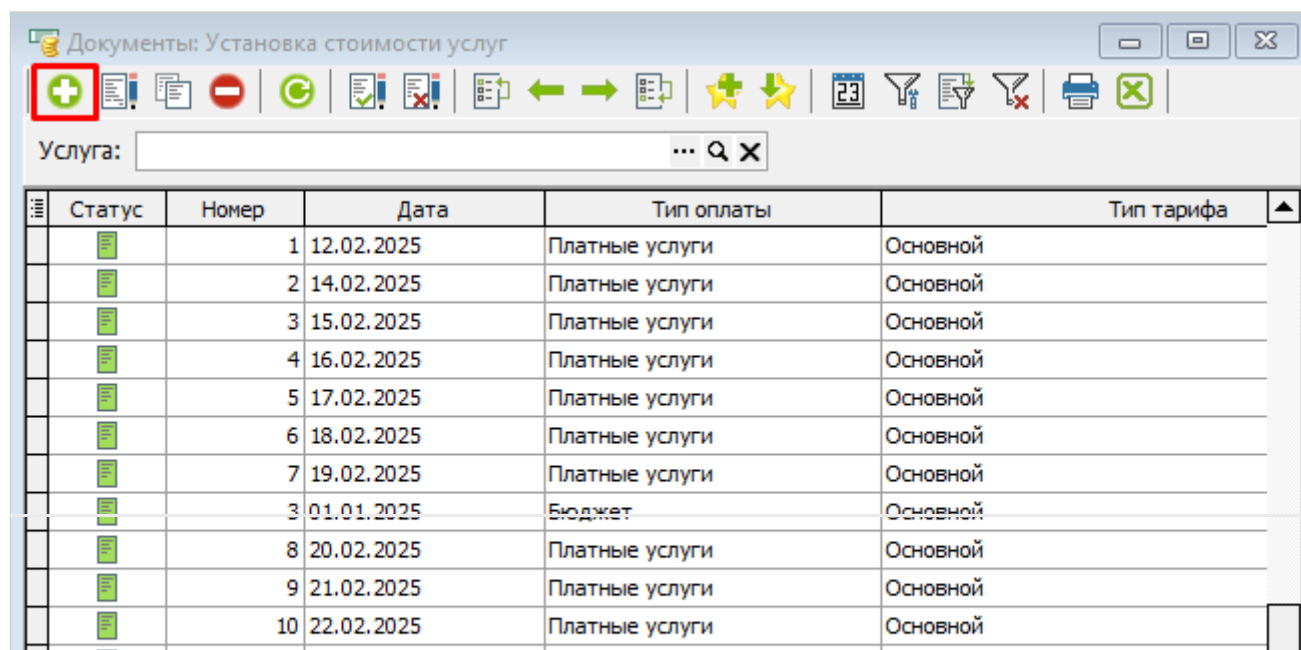 Документы: Установка стоимости услуг
23
Услуга:
Статус Номер Дата Тип оплаты Тип тарифа
1 12.02.2025 Платные услуги Основной
2 14.02.2025 Платные услуги Основной
3 15.02.2025 Платные услуги Основной
4 16.02.2025 Платные услуги Основной
5 17.02.2025 Платные услуги Основной
6 18.02.2025 Платные услуги Основной
7 19.02.2025 Платные услуги Основной
3 01.01.2025 Бюджет Основной
8 20.02.2025 Платные услуги Основной
9 21.02.2025 Платные услуги Основной
10 22.02.2025 Платные услуги Основной